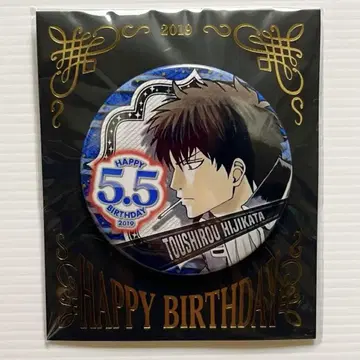 2019
HAPPY
5.5
BIRTHDAY
2019
TOUSHIROU HIJIKATA
HAPPY BIRTHDAY